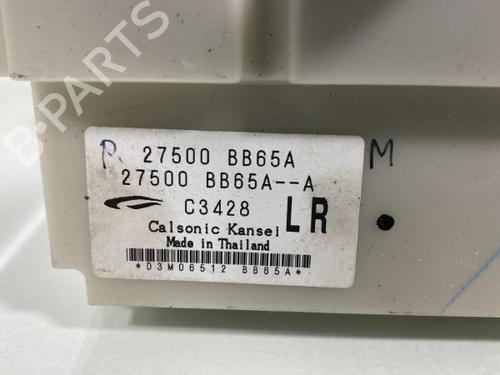 B-PARTS
P. 27500 BB65A
M
27500 BB65A--A
C3428 LR
Calsonic Kansei
Made in Thailand
*D3M06512 BB65A*